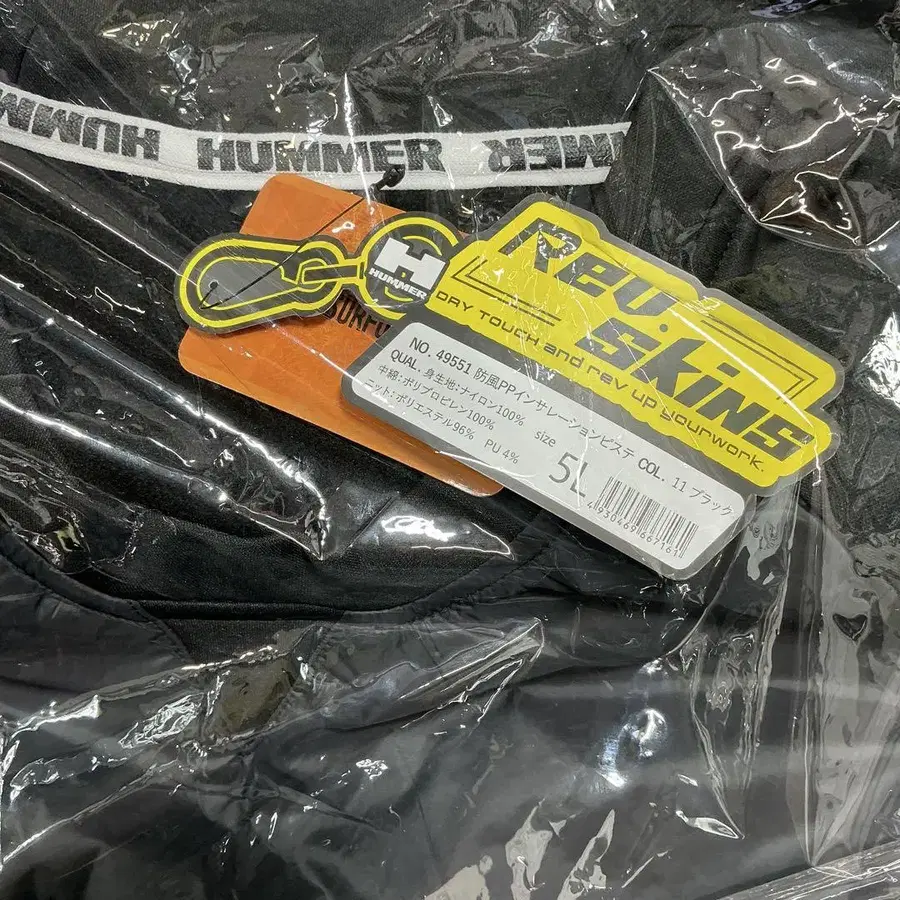 HUMMER
HUMMER
HUMMER
Rev.
Skins
DRY TOUCH and rev up yourwork.
H
HUMMER
NO. 49551 防風PPインサレーションピステ COL. 11 ブラック
QUAL. 身生地:ナイロン100% size
中綿:ポリプロピレン100% 5L
ニット:ポリエステル96% PU 4%
4930469667161